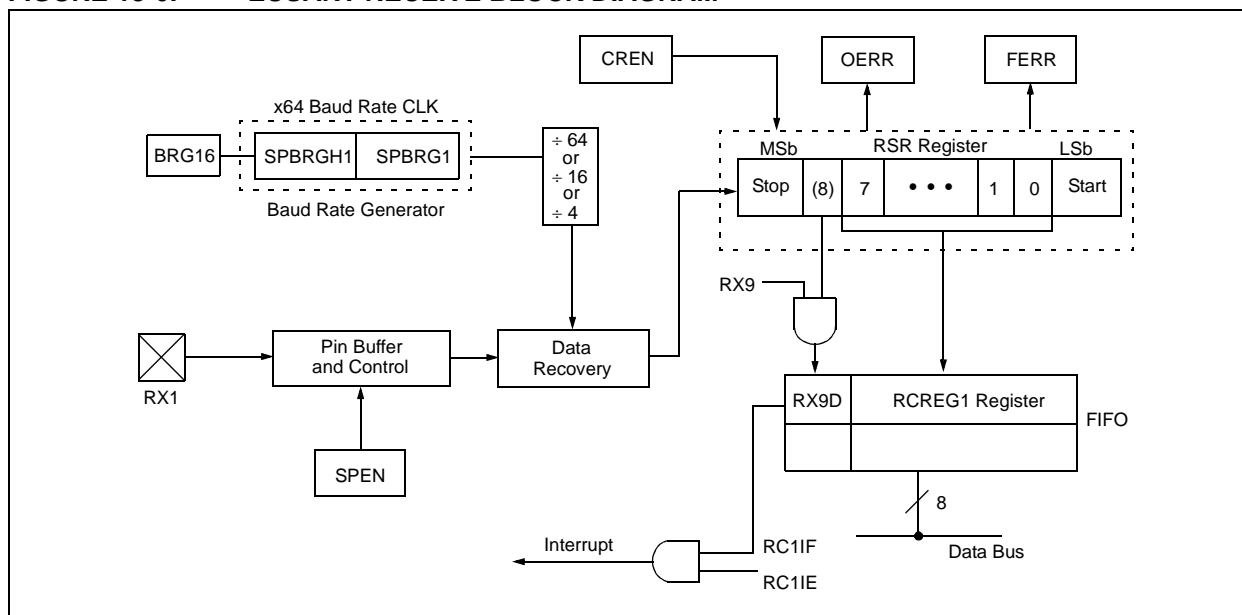 CREN
OERR
FERR
x64 Baud Rate CLK
BRG16
SPBRGH1
SPBRG1
Baud Rate Generator
÷ 64
or
÷ 16
or
÷ 4
MSb
RSR Register
LSb
Stop
(8)
7
• • •
1
0
Start
RX9
RX1
Pin Buffer
and Control
Data
Recovery
SPEN
RX9D
RCREG1 Register
FIFO
8
Data Bus
Interrupt
RC1IF
RC1IE